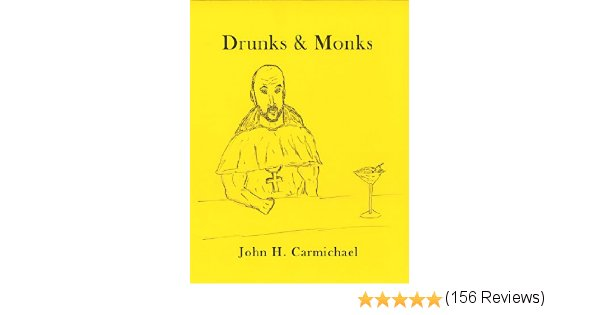 Drunks & Monks
John H. Carmichael
(156 Reviews)